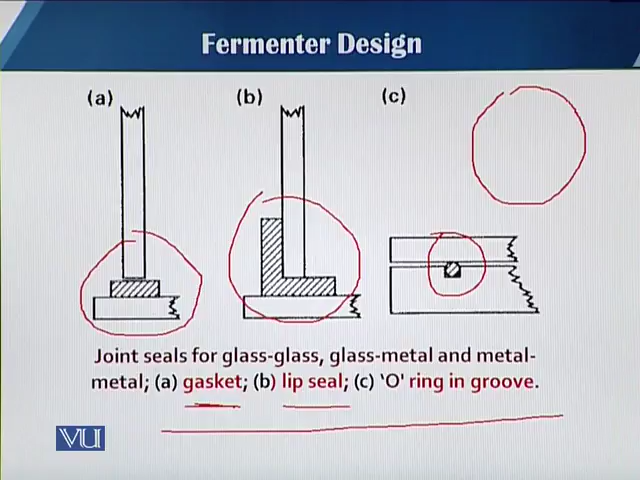 Fermenter Design
(a) (b) (c)
Joint seals for glass-glass, glass-metal and metal-
metal; (a) gasket; (b) lip seal; (c) 'O' ring in groove.
VU